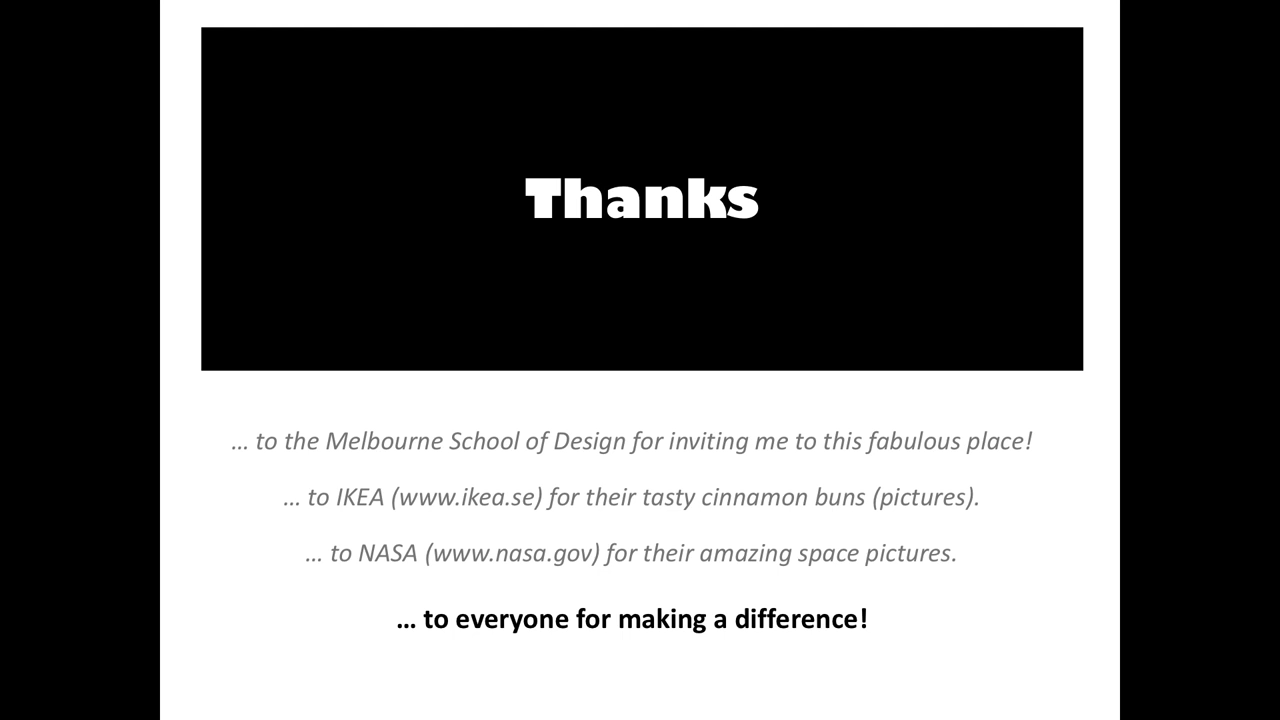 Thanks
… to the Melbourne School of Design for inviting me to this fabulous place!
… to IKEA (www.ikea.se) for their tasty cinnamon buns (pictures).
… to NASA (www.nasa.gov) for their amazing space pictures.
… to everyone for making a difference!